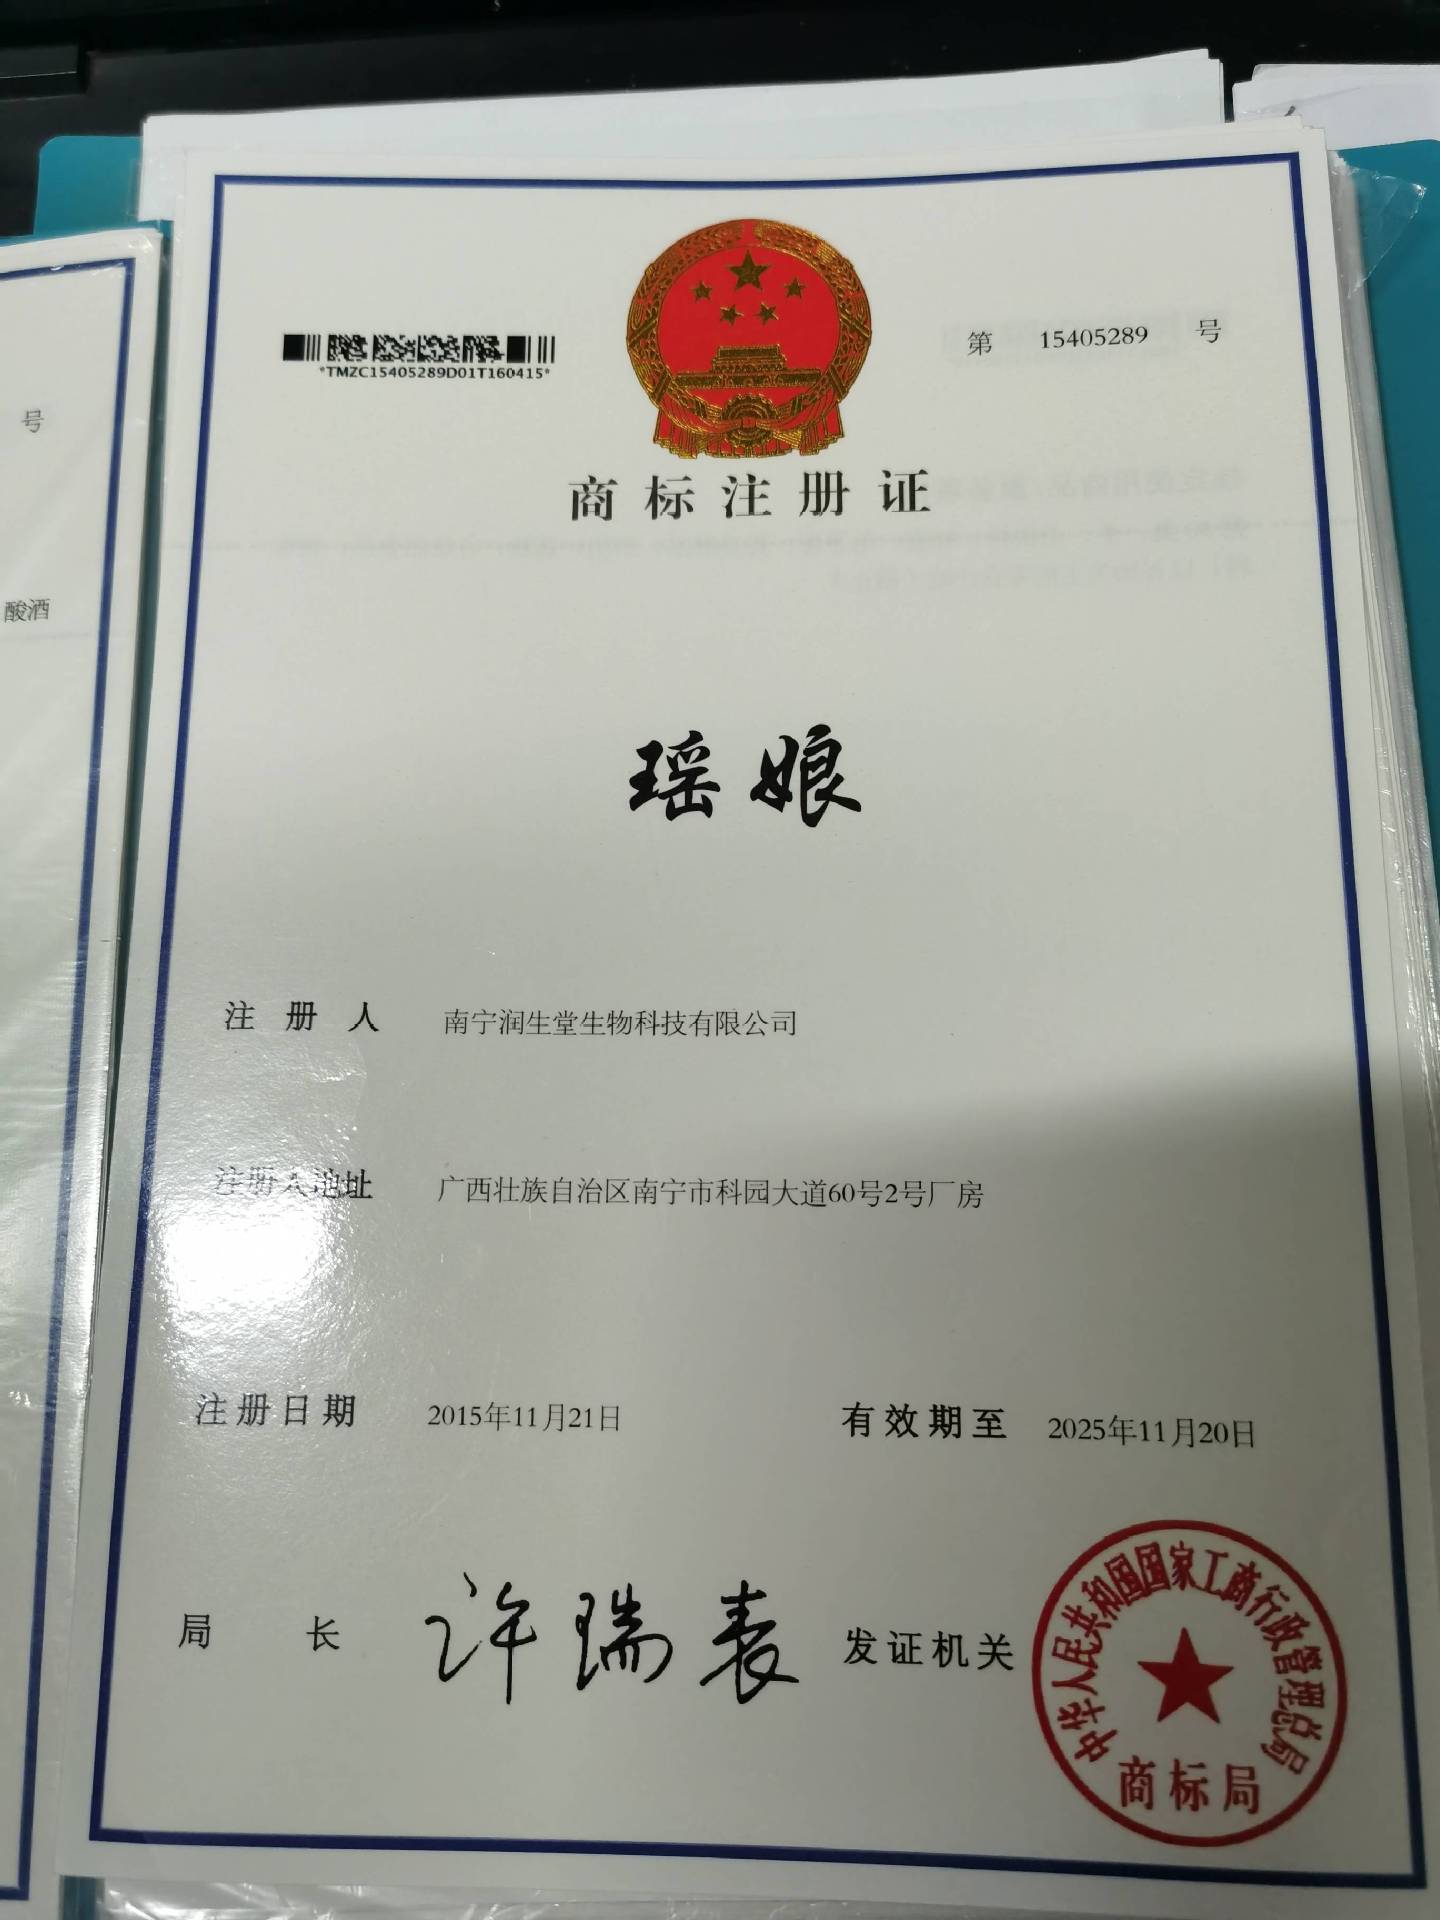 号
酸酒
*TMZC15405289D01T160415*
第 15405289 号
商标注册证
瑶娘
注册人 南宁润生堂生物科技有限公司
注册人地址 广西壮族自治区南宁市科园大道60号2号厂房
注册日期 2015年11月21日 有效期至 2025年11月20日
局长 许瑞表 发证机关
中华人民共和国国家工商行政管理总局
商标局